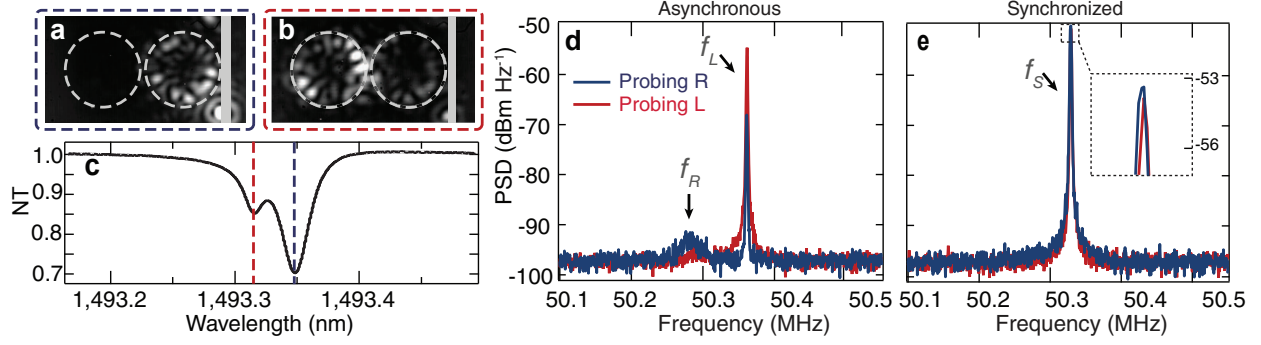 a
b
c
NT
1.0
0.9
0.8
0.7
1,493.2
1,493.3
1,493.4
Wavelength (nm)
Asynchronous
d
f_L
Probing R
Probing L
f_R
PSD (dBm Hz⁻¹)
-50
-60
-70
-80
-90
-100
50.1
50.2
50.3
50.4
50.5
Frequency (MHz)
Synchronized
e
f_S
-53
-56
50.1
50.2
50.3
50.4
50.5
Frequency (MHz)